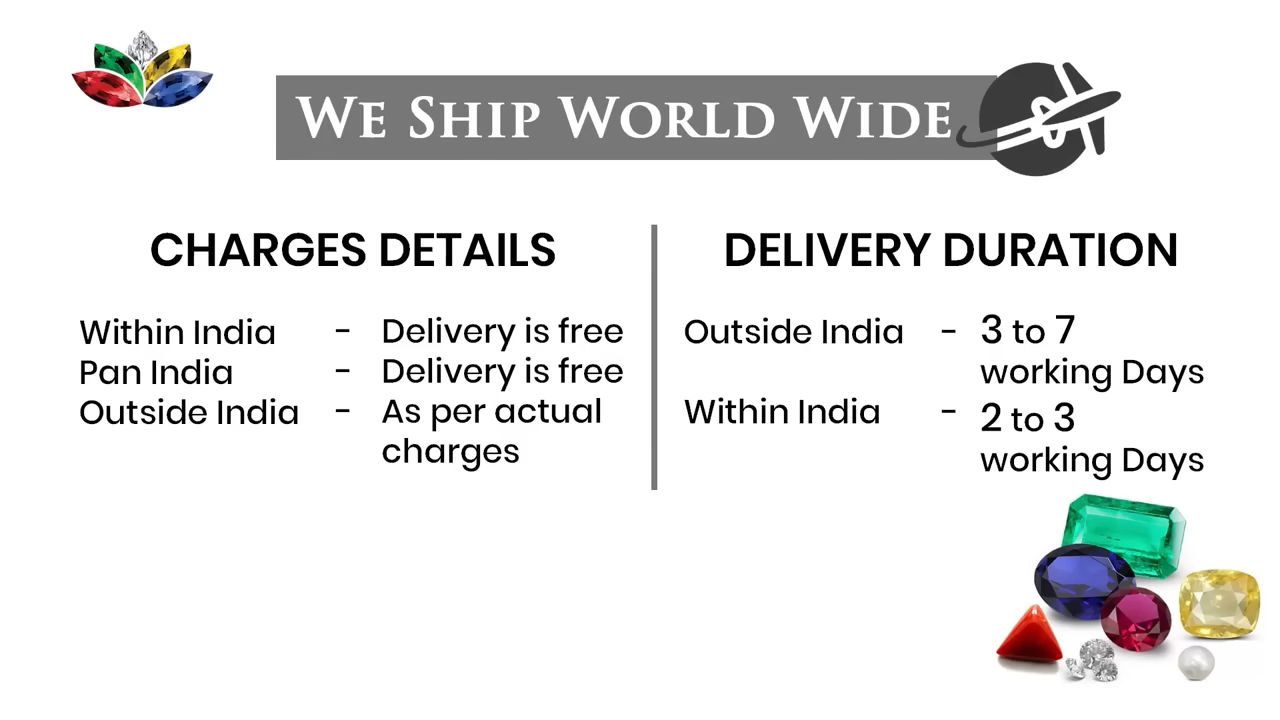 WE SHIP WORLD WIDE
CHARGES DETAILS
Within India - Delivery is free
Pan India - Delivery is free
Outside India - As per actual
charges
DELIVERY DURATION
Outside India - 3 to 7
working Days
Within India - 2 to 3
working Days